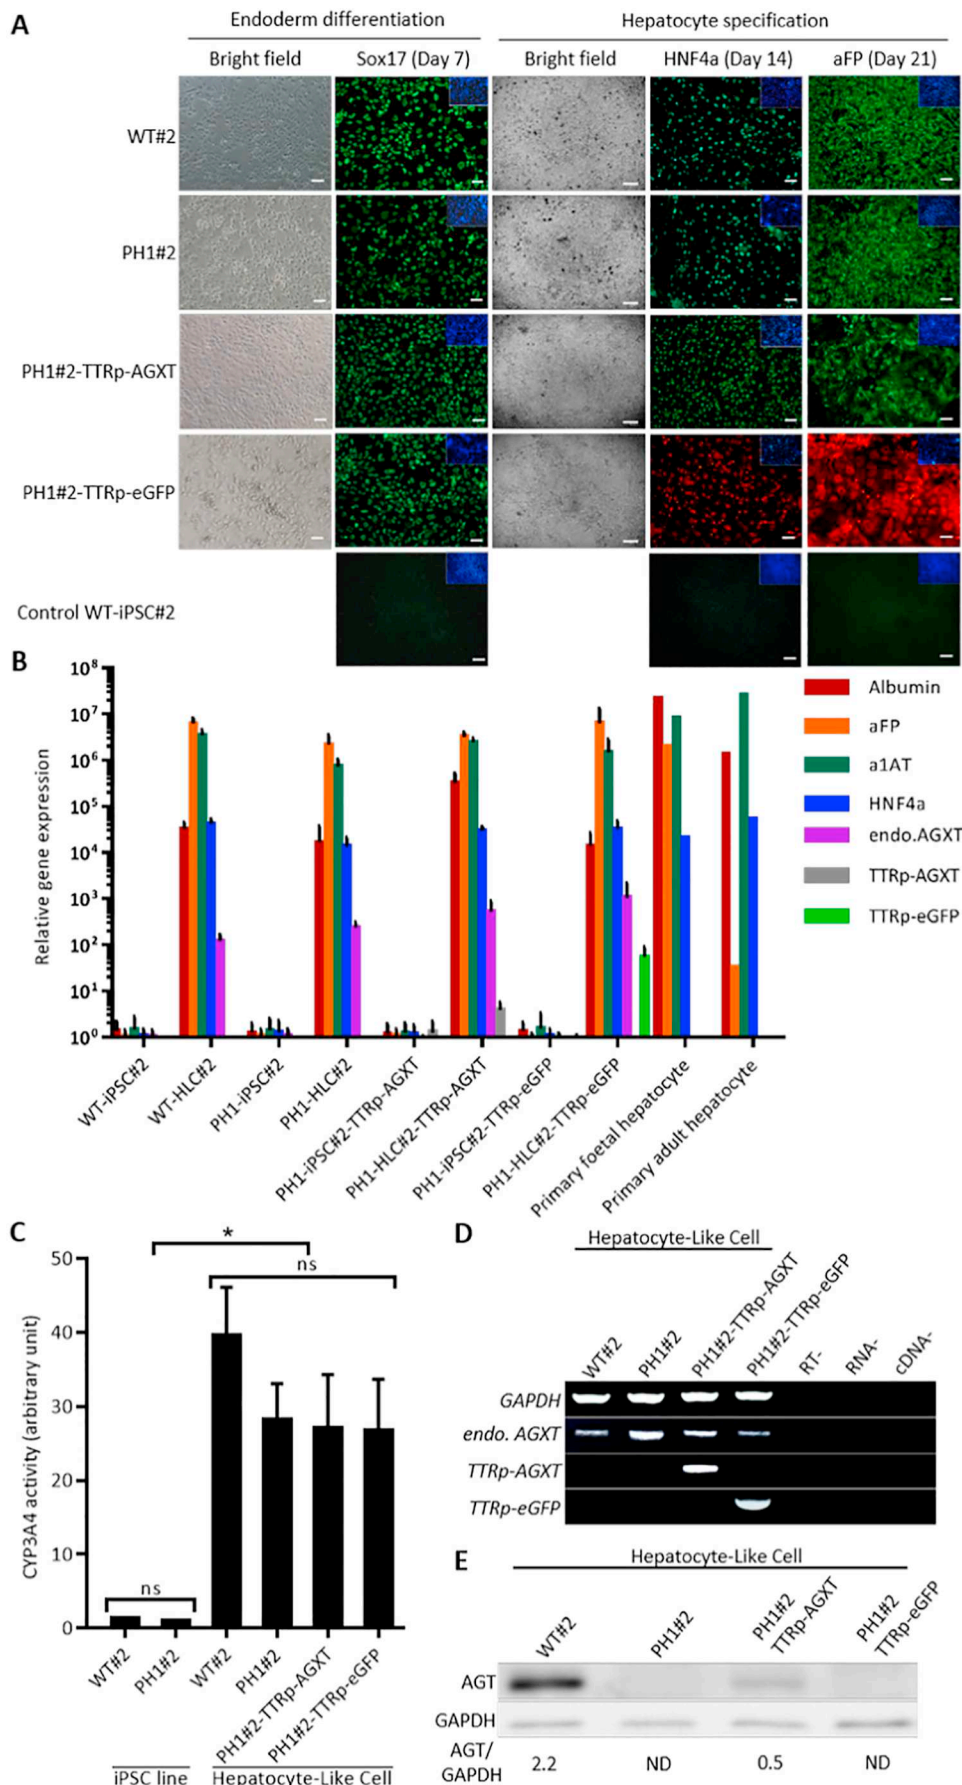 A
Endoderm differentiation
Hepatocyte specification
Bright field
Sox17 (Day 7)
Bright field
HNF4a (Day 14)
aFP (Day 21)
WT#2
PH1#2
PH1#2-TTRp-AGXT
PH1#2-TTRp-eGFP
Control WT-iPSC#2
B
Relative gene expression
10⁸
10⁷
10⁶
10⁵
10⁴
10³
10²
10¹
10⁰
WT-iPSC#2
WT-HLC#2
PH1-iPSC#2
PH1-HLC#2
PH1-iPSC#2-TTRp-AGXT
PH1-HLC#2-TTRp-AGXT
PH1-iPSC#2-TTRp-eGFP
PH1-HLC#2-TTRp-eGFP
Primary foetal hepatocyte
Primary adult hepatocyte
Albumin
aFP
a1AT
HNF4a
endo.AGXT
TTRp-AGXT
TTRp-eGFP
C
CYP3A4 activity (arbitrary unit)
50
40
30
20
10
0
*
ns
ns
WT#2
PH1#2
WT#2
PH1#2
PH1#2-TTRp-AGXT
PH1#2-TTRp-eGFP
iPSC line
Hepatocyte-Like Cell
D
Hepatocyte-Like Cell
WT#2
PH1#2
PH1#2-TTRp-AGXT
PH1#2-TTRp-eGFP
RT-
RNA-
cDNA-
GAPDH
endo. AGXT
TTRp-AGXT
TTRp-eGFP
E
Hepatocyte-Like Cell
WT#2
PH1#2
PH1#2
TTRp-AGXT
PH1#2
TTRp-eGFP
AGT
GAPDH
AGT/
GAPDH
2.2
ND
0.5
ND